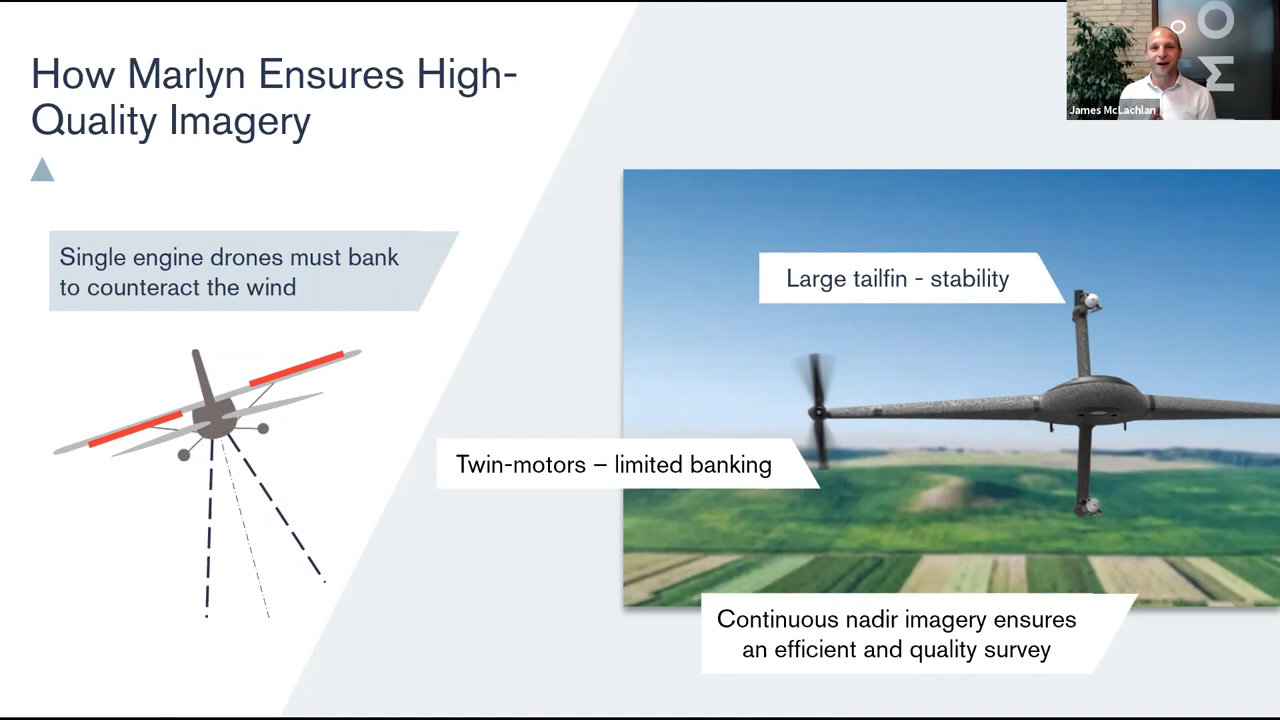 How Marlyn Ensures High-
Quality Imagery
MO
James McLachlan
Single engine drones must bank
to counteract the wind
Large tailfin - stability
Twin-motors – limited banking
Continuous nadir imagery ensures
an efficient and quality survey